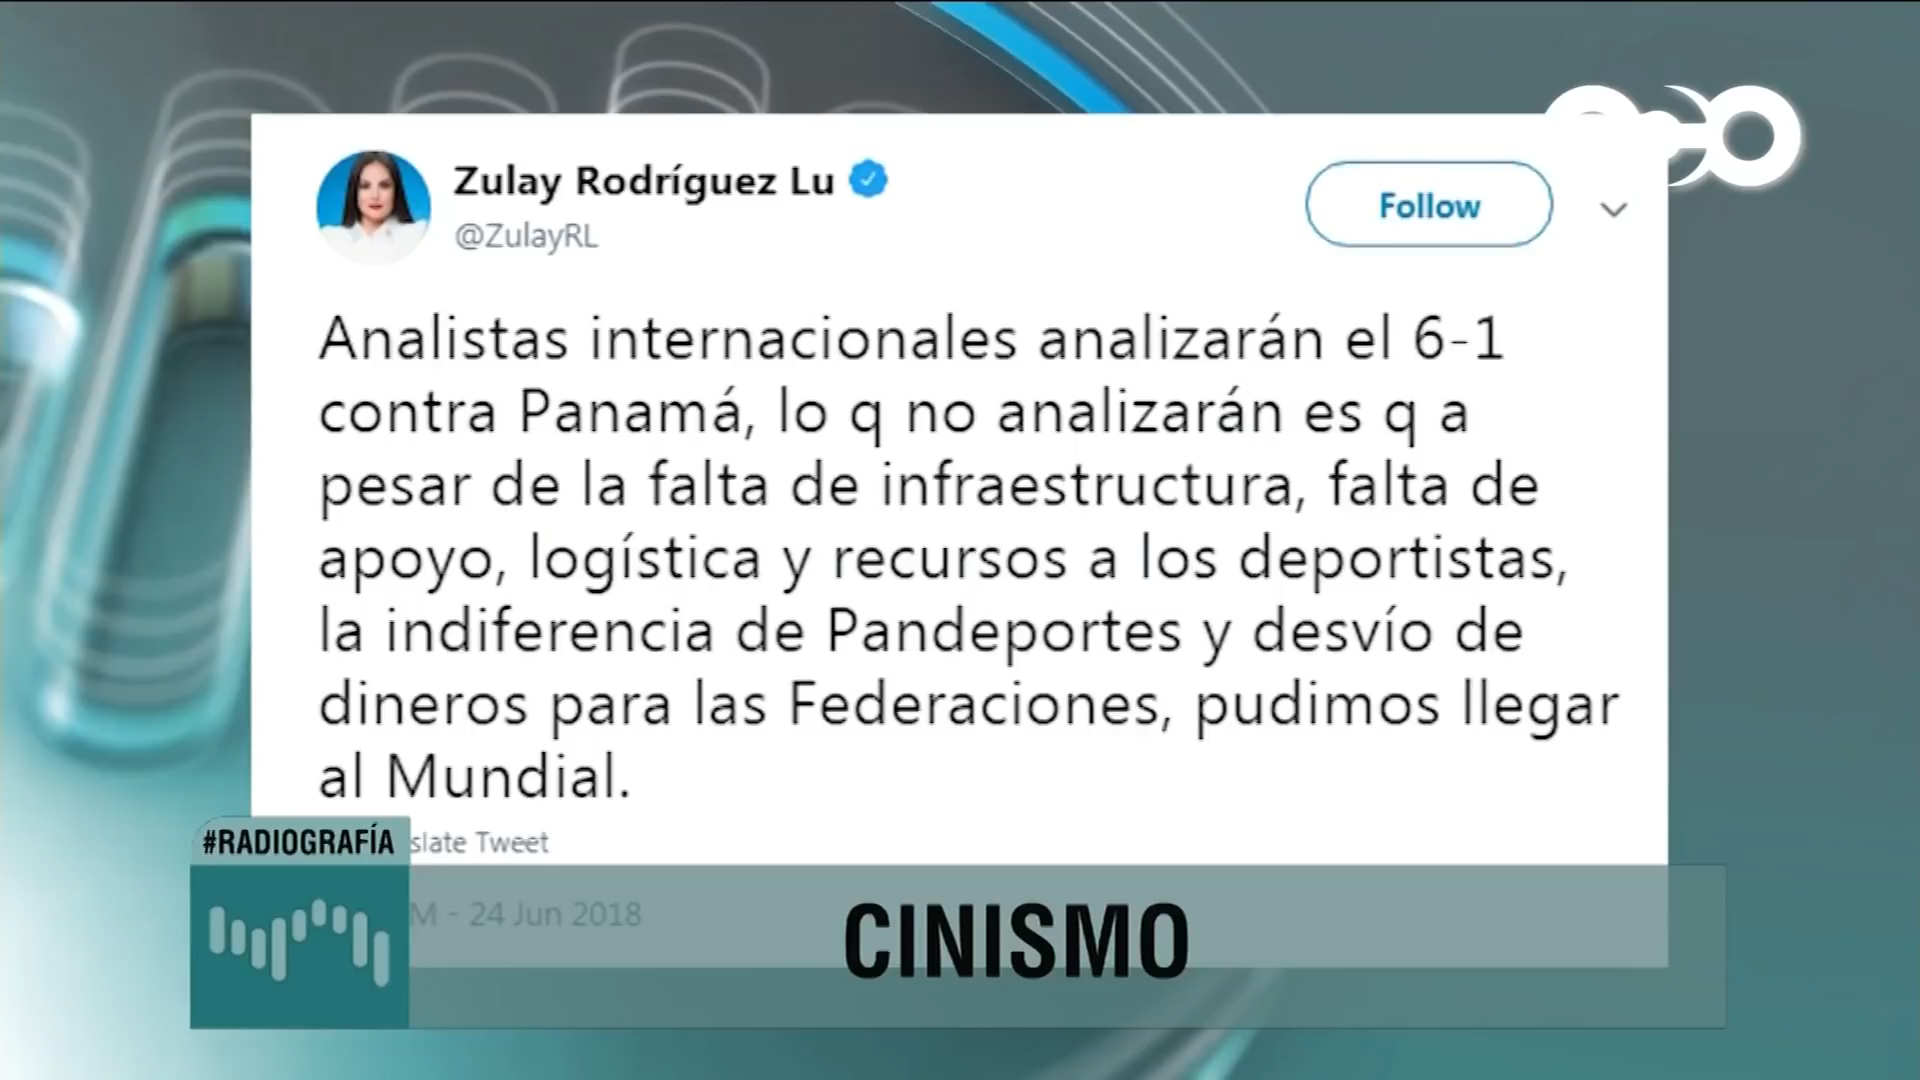 eco
Zulay Rodríguez Lu
@ZulayRL
Follow
Analistas internacionales analizarán el 6-1
contra Panamá, lo q no analizarán es q a
pesar de la falta de infraestructura, falta de
apoyo, logística y recursos a los deportistas,
la indiferencia de Pandeportes y desvío de
dineros para las Federaciones, pudimos llegar
al Mundial.
#RADIOGRAFÍA
slate Tweet
M - 24 Jun 2018
CINISMO